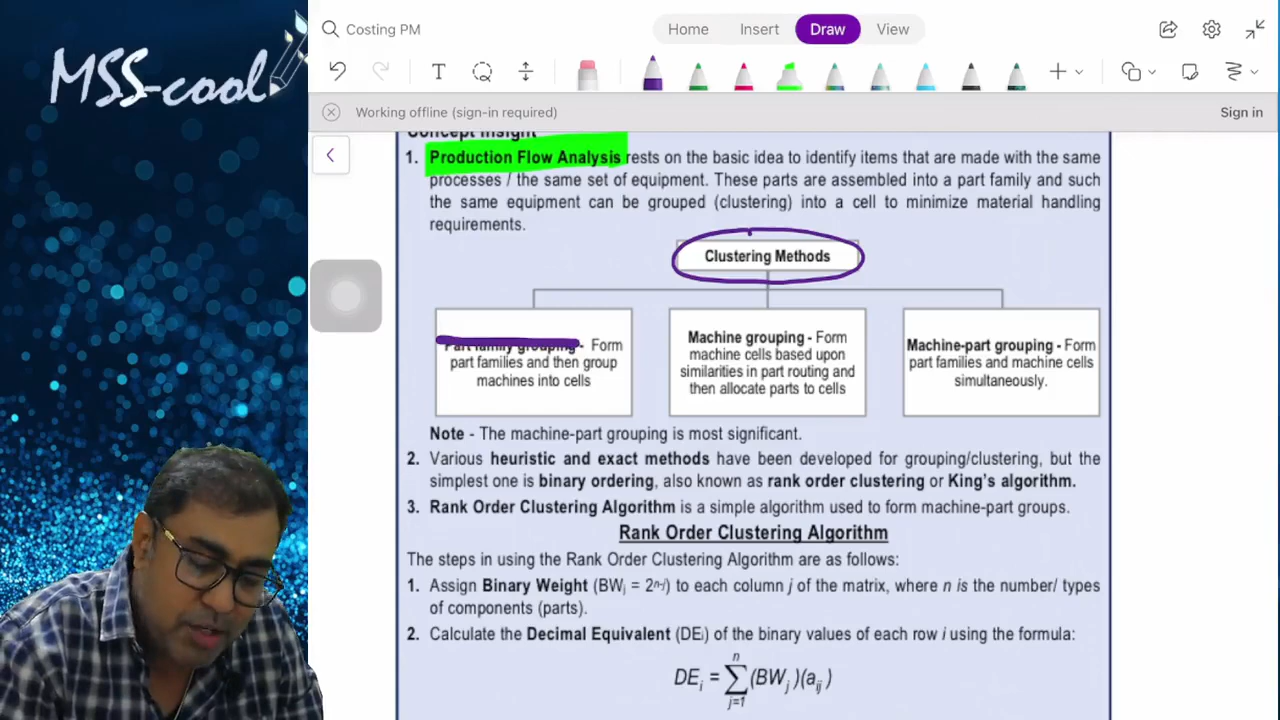 MSS-cool
Costing PM
Home Insert Draw View
Working offline (sign-in required)
Sign in
Concept Insight
1. Production Flow Analysis rests on the basic idea to identify items that are made with the same
processes / the same set of equipment. These parts are assembled into a part family and such
the same equipment can be grouped (clustering) into a cell to minimize material handling
requirements.
Clustering Methods
Part family grouping - Form
part families and then group
machines into cells
Machine grouping - Form
machine cells based upon
similarities in part routing and
then allocate parts to cells
Machine-part grouping - Form
part families and machine cells
simultaneously.
Note - The machine-part grouping is most significant.
2. Various heuristic and exact methods have been developed for grouping/clustering, but the
simplest one is binary ordering, also known as rank order clustering or King's algorithm.
3. Rank Order Clustering Algorithm is a simple algorithm used to form machine-part groups.
Rank Order Clustering Algorithm
The steps in using the Rank Order Clustering Algorithm are as follows:
1. Assign Binary Weight (BWj = 2^n-j) to each column j of the matrix, where n is the number/ types
of components (parts).
2. Calculate the Decimal Equivalent (DEi) of the binary values of each row i using the formula:
DEi = ∑ⁿj=1 (BWj)(aij)